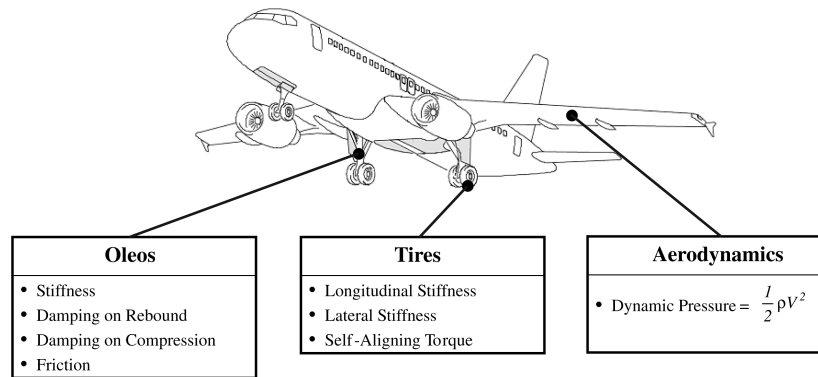 Oleos
• Stiffness
• Damping on Rebound
• Damping on Compression
• Friction
Tires
• Longitudinal Stiffness
• Lateral Stiffness
• Self-Aligning Torque
Aerodynamics
• Dynamic Pressure = 1/2 ρV²